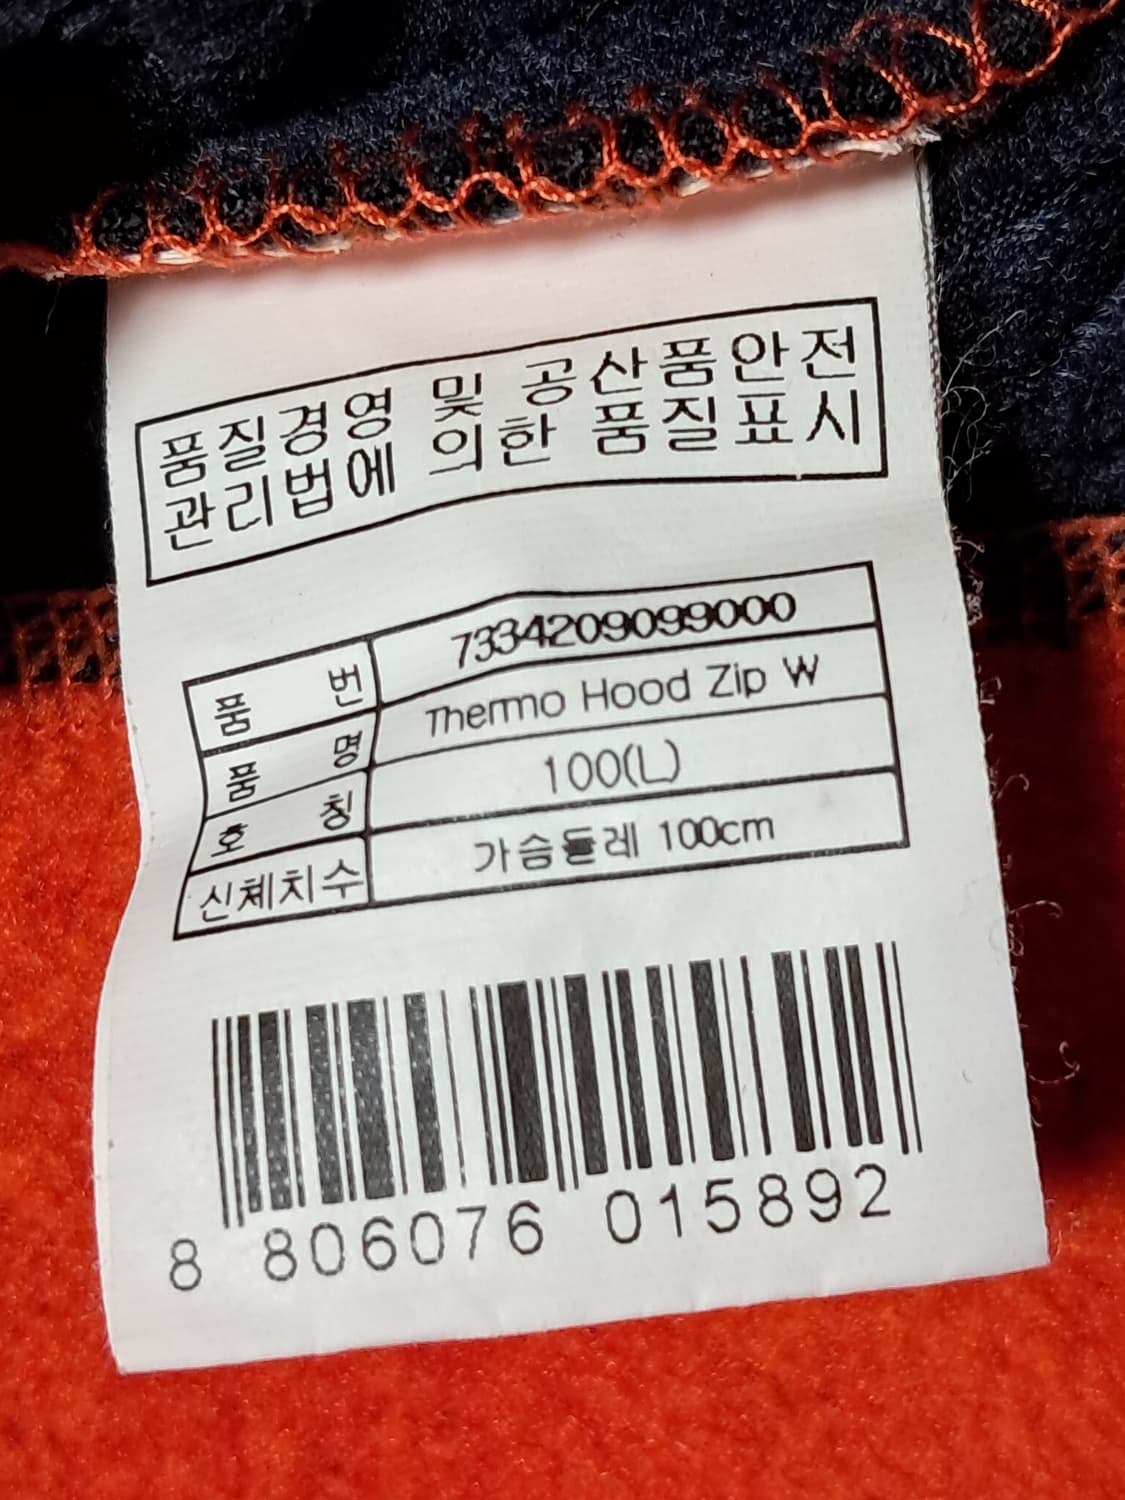 품질경영 및 공산품안전
관리법에 의한 품질표시
품 번 7334209099000
품 명 Thermo Hood Zip W
호 칭 100(L)
신체치수 가슴둘레 100cm
8 806076 015892